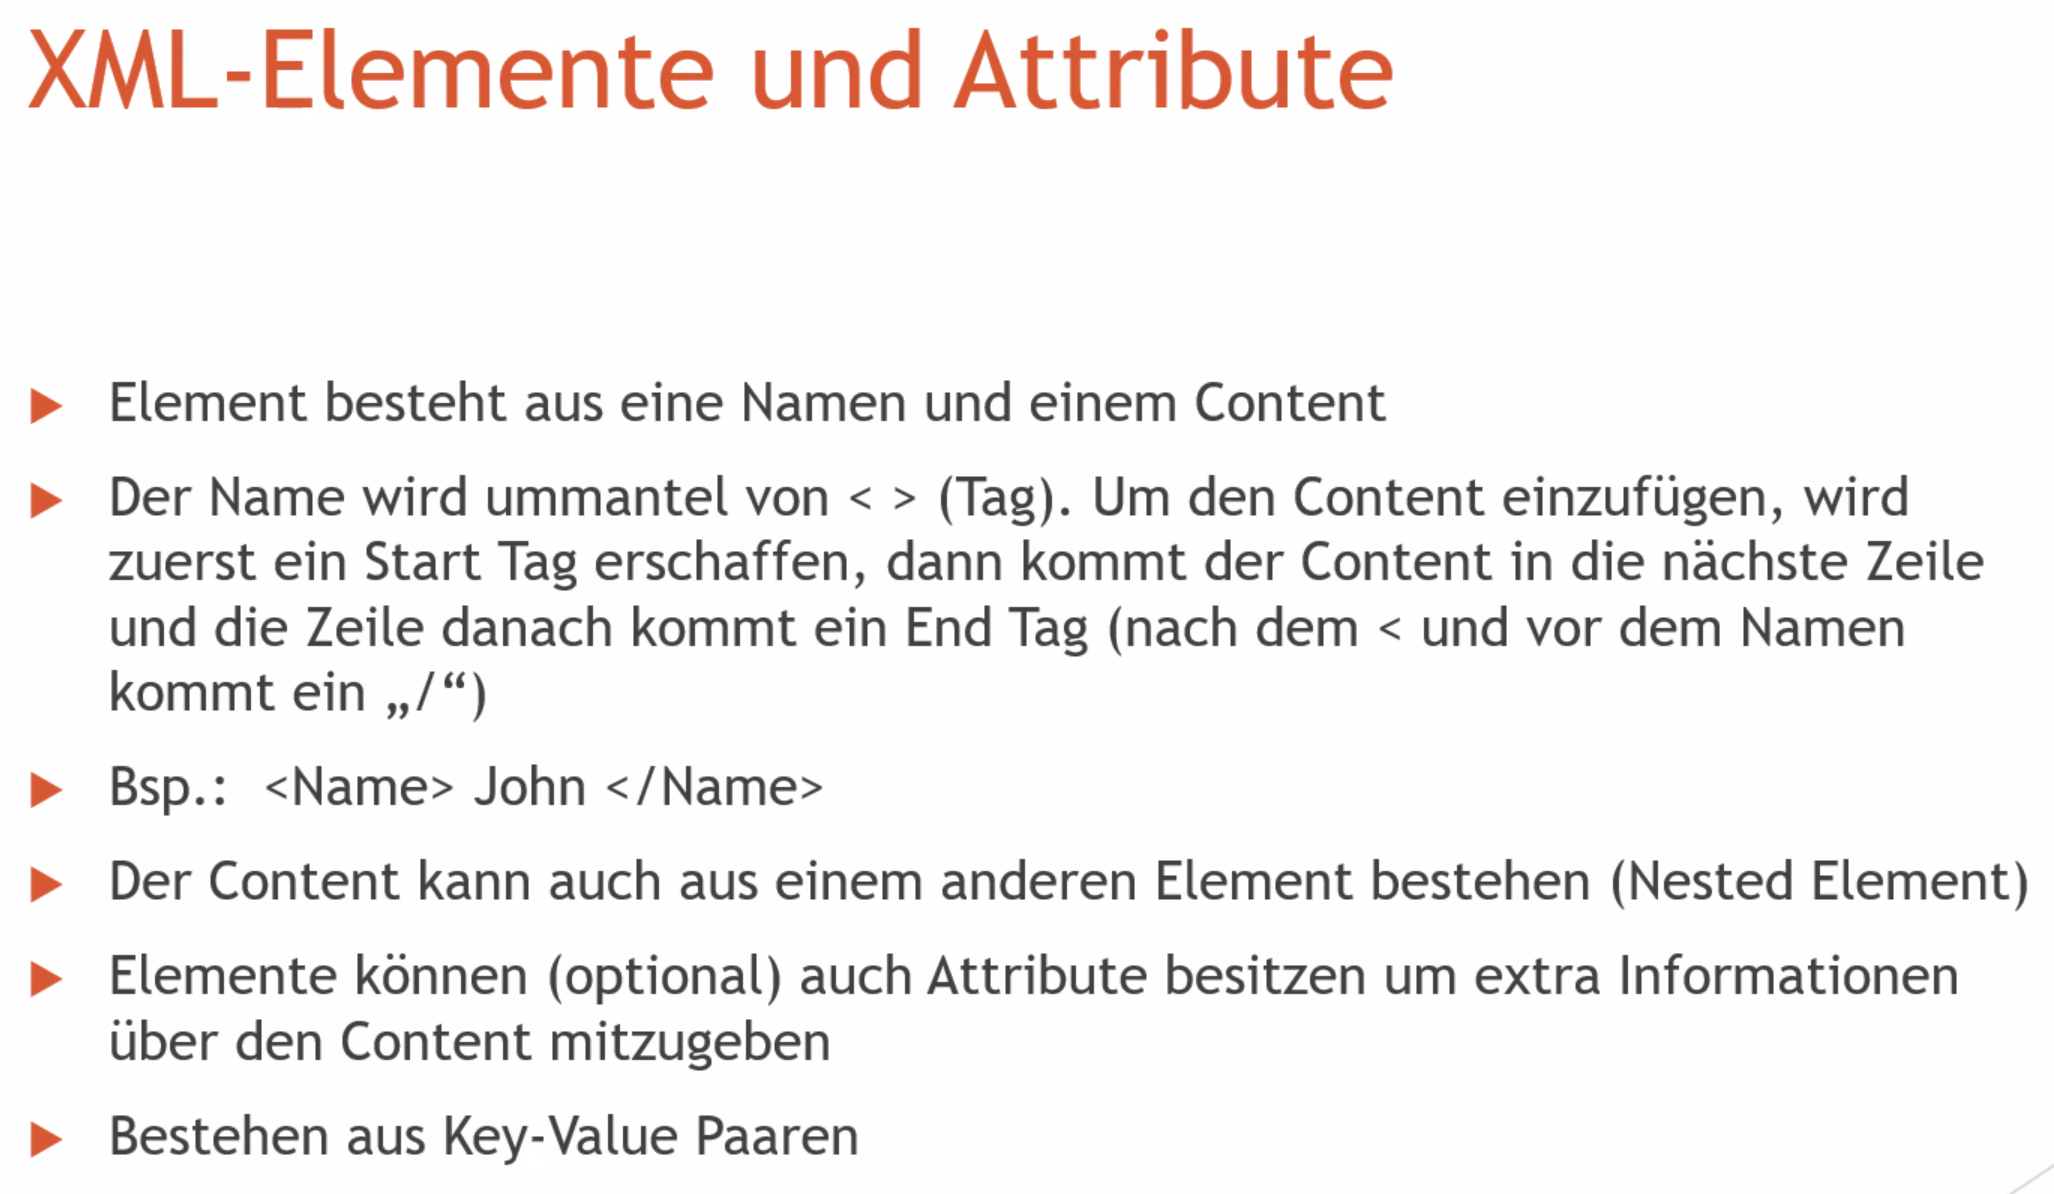 XML-Elemente und Attribute
Element besteht aus eine Namen und einem Content
Der Name wird ummantel von < > (Tag). Um den Content einzufügen, wird
zuerst ein Start Tag erschaffen, dann kommt der Content in die nächste Zeile
und die Zeile danach kommt ein End Tag (nach dem < und vor dem Namen
kommt ein „/“)
Bsp.: <Name> John </Name>
Der Content kann auch aus einem anderen Element bestehen (Nested Element)
Elemente können (optional) auch Attribute besitzen um extra Informationen
über den Content mitzugeben
Bestehen aus Key-Value Paaren